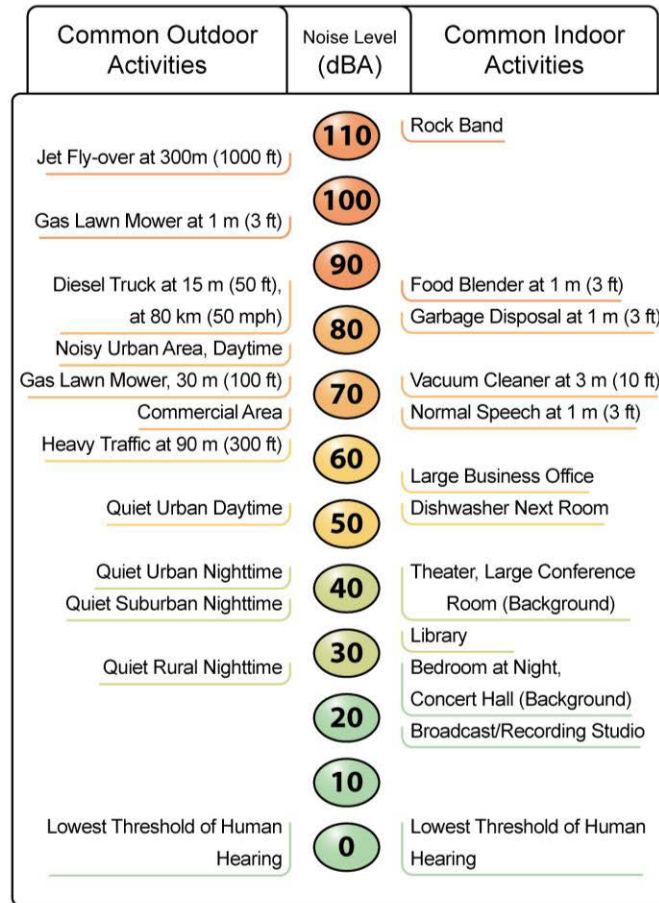 Common Outdoor
Activities
Noise Level
(dBA)
Common Indoor
Activities
110
Rock Band
Jet Fly-over at 300m (1000 ft)
100
Gas Lawn Mower at 1 m (3 ft)
90
Diesel Truck at 15 m (50 ft),
at 80 km (50 mph)
Food Blender at 1 m (3 ft)
80
Garbage Disposal at 1 m (3 ft)
Noisy Urban Area, Daytime
Gas Lawn Mower, 30 m (100 ft)
70
Vacuum Cleaner at 3 m (10 ft)
Commercial Area
Normal Speech at 1 m (3 ft)
Heavy Traffic at 90 m (300 ft)
60
Large Business Office
Quiet Urban Daytime
50
Dishwasher Next Room
Quiet Urban Nighttime
40
Theater, Large Conference
Room (Background)
Quiet Suburban Nighttime
30
Library
Quiet Rural Nighttime
Bedroom at Night,
Concert Hall (Background)
20
Broadcast/Recording Studio
10
Lowest Threshold of Human
Hearing
0
Lowest Threshold of Human
Hearing